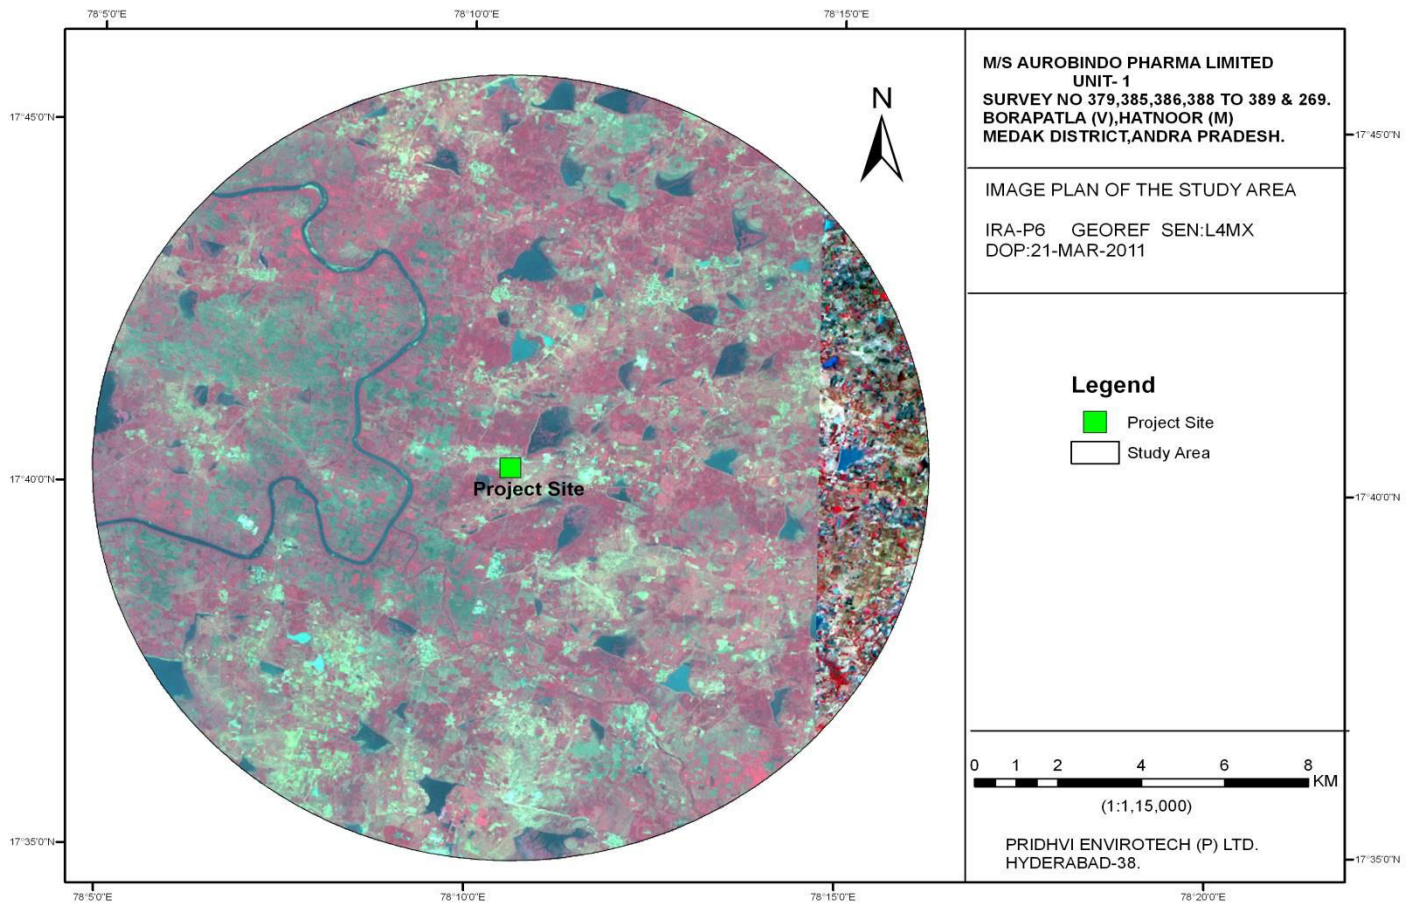 78°5'0"E
78°10'0"E
78°15'0"E
17°45'0"N
17°40'0"N
17°35'0"N
N
Project Site
M/S AUROBINDO PHARMA LIMITED
UNIT- 1
SURVEY NO 379,385,386,388 TO 389 & 269.
BORAPATLA (V),HATNOOR (M)
MEDAK DISTRICT,ANDRA PRADESH.
17°45'0"N
IMAGE PLAN OF THE STUDY AREA
IRA-P6 GEOREF SEN:L4MX
DOP:21-MAR-2011
Legend
Project Site
Study Area
17°40'0"N
0 1 2 4 6 8
KM
(1:1,15,000)
PRIDHVI ENVIROTECH (P) LTD.
HYDERABAD-38.
17°35'0"N
78°5'0"E
78°10'0"E
78°15'0"E
78°20'0"E